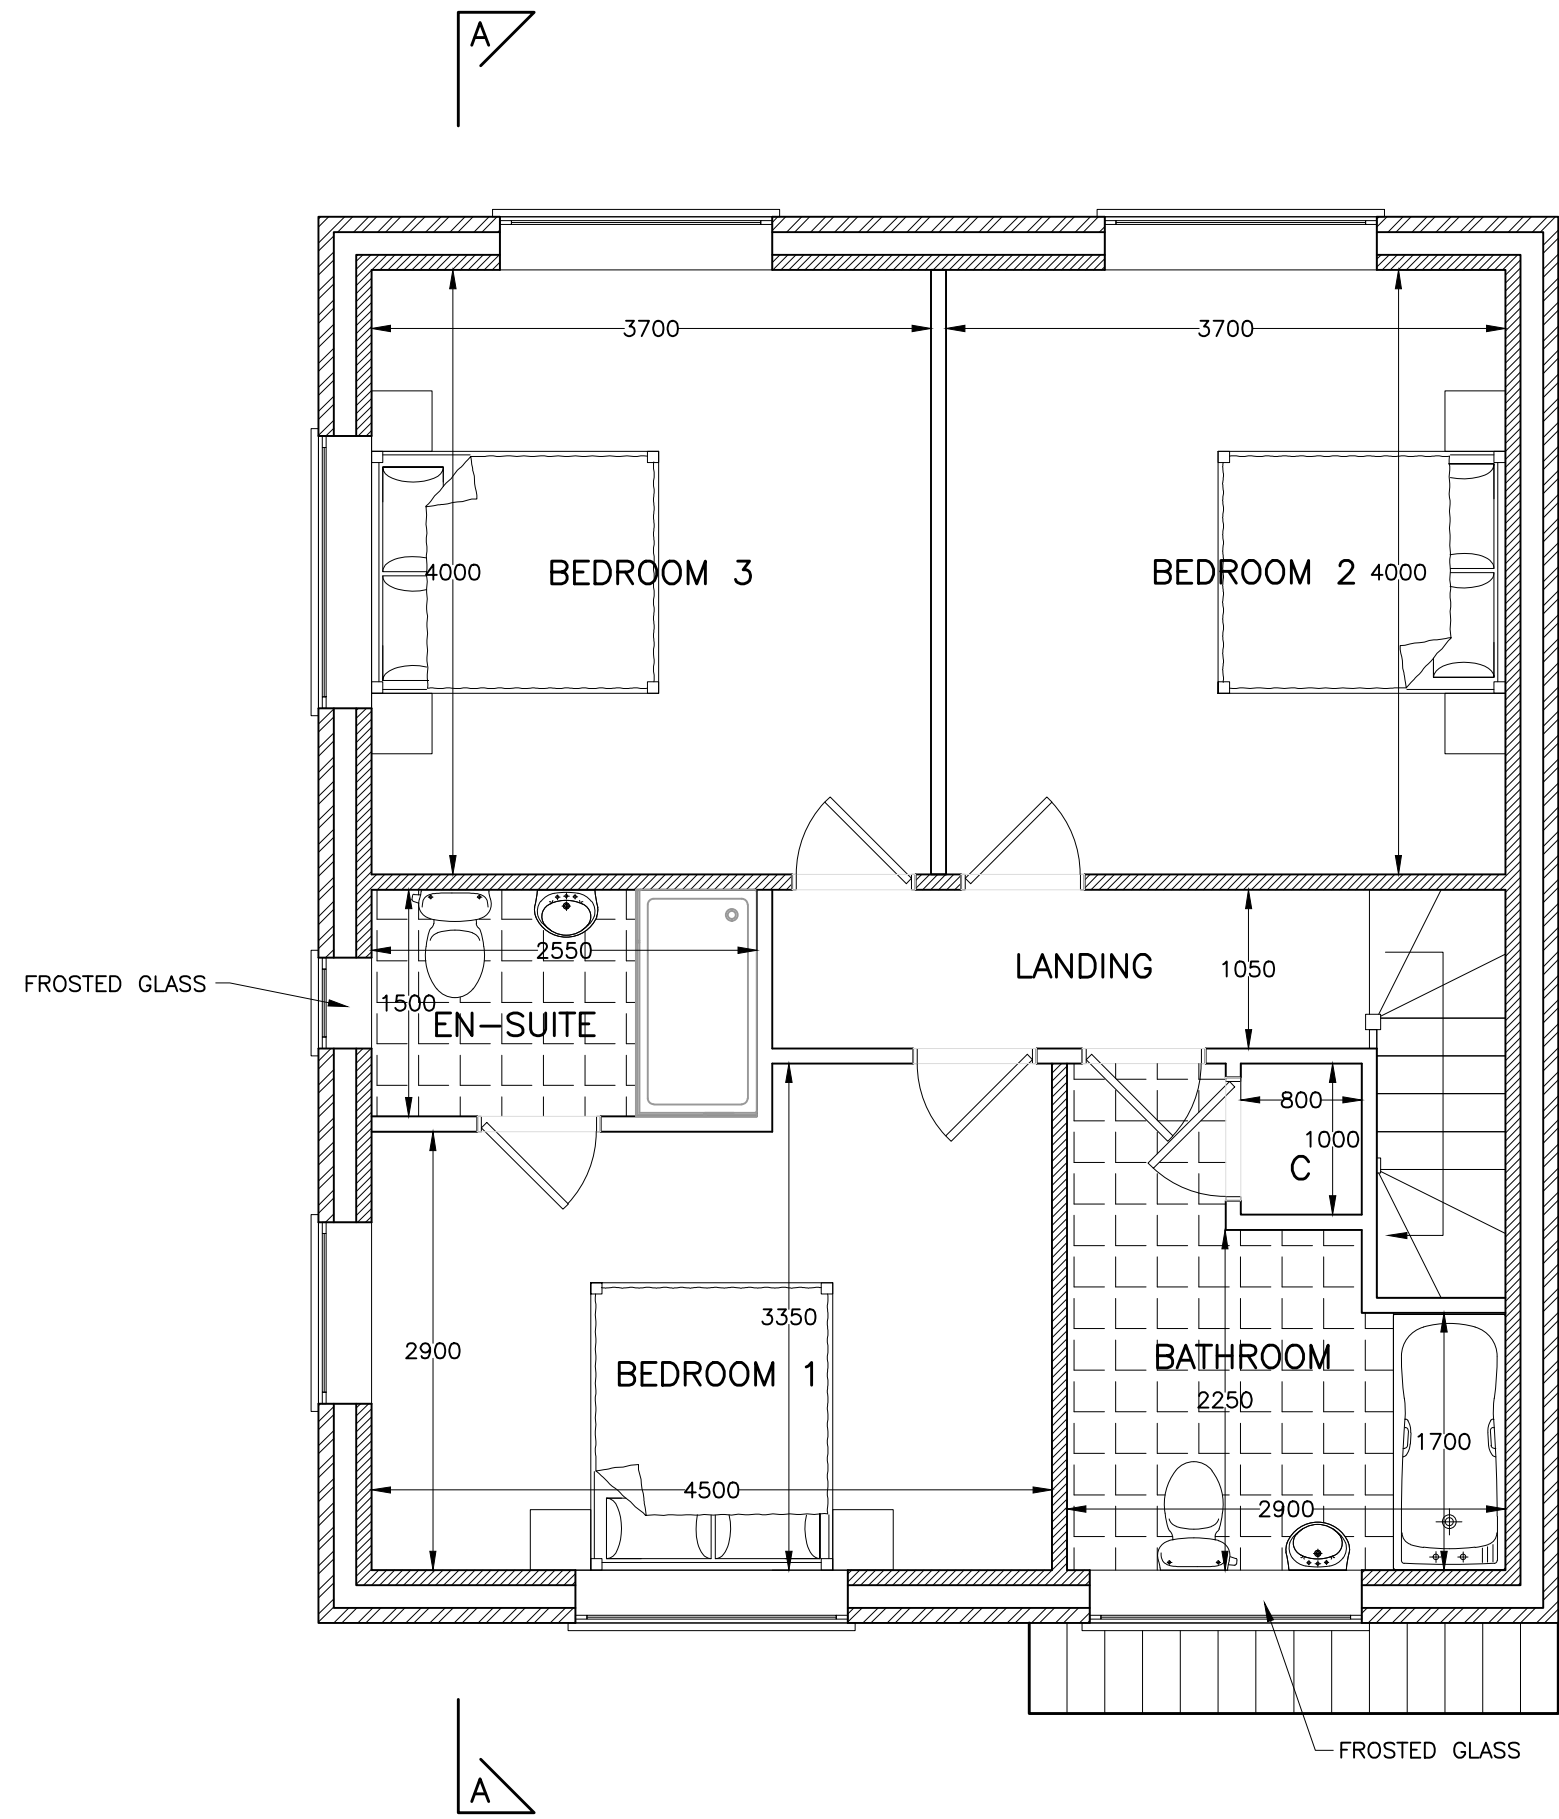 A
3700
3700
4000
BEDROOM 3
BEDROOM 2
4000
2550
LANDING
1050
FROSTED GLASS
1500
EN-SUITE
800
1000
C
3350
2900
BEDROOM 1
BATHROOM
2250
1700
4500
2900
FROSTED GLASS
A